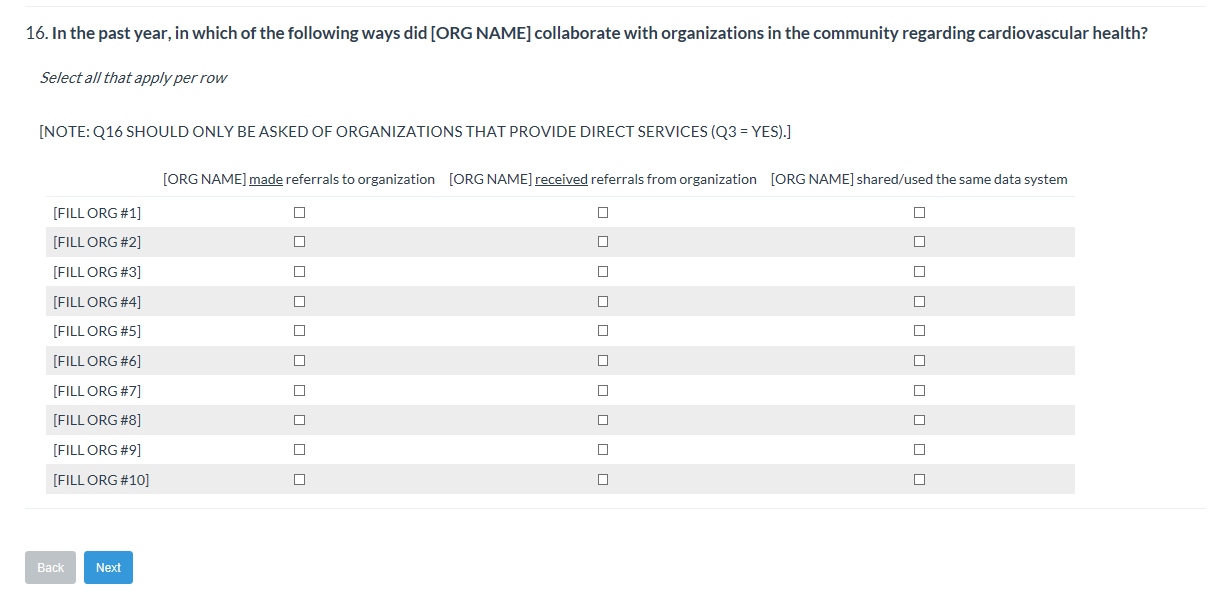 16. In the past year, in which of the following ways did [ORG NAME] collaborate with organizations in the community regarding cardiovascular health?
Select all that apply per row
[NOTE: Q16 SHOULD ONLY BE ASKED OF ORGANIZATIONS THAT PROVIDE DIRECT SERVICES (Q3 = YES).]
[ORG NAME] made referrals to organization [ORG NAME] received referrals from organization [ORG NAME] shared/used the same data system
[FILL ORG #1]
[FILL ORG #2]
[FILL ORG #3]
[FILL ORG #4]
[FILL ORG #5]
[FILL ORG #6]
[FILL ORG #7]
[FILL ORG #8]
[FILL ORG #9]
[FILL ORG #10]
Back Next